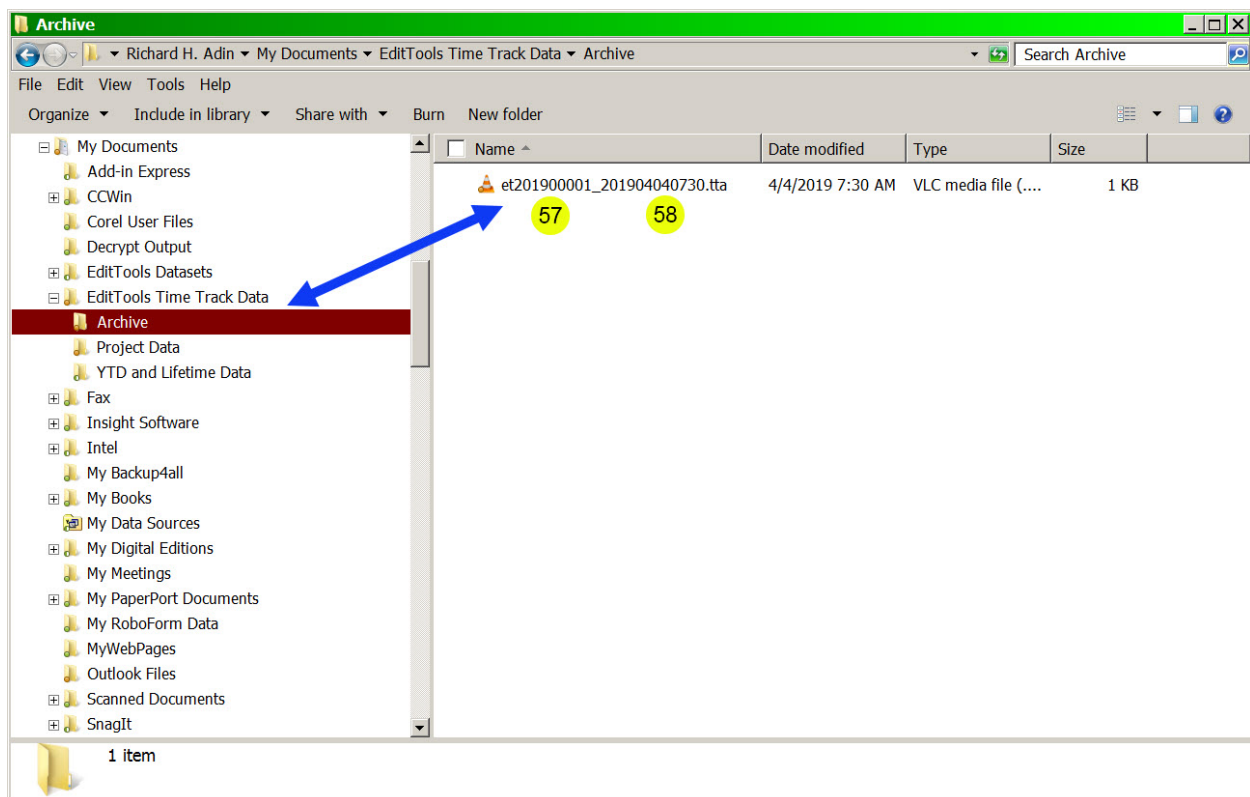 Archive
Richard H. Adin ▾ My Documents ▾ EditTools Time Track Data ▾ Archive
Search Archive
File Edit View Tools Help
Organize Include in library Share with Burn New folder
My Documents
Add-in Express
CCWin
Corel User Files
Decrypt Output
EditTools Datasets
EditTools Time Track Data
Archive
Project Data
YTD and Lifetime Data
Fax
Insight Software
Intel
My Backup4all
My Books
My Data Sources
My Digital Editions
My Meetings
My PaperPort Documents
My RoboForm Data
MyWebPages
Outlook Files
Scanned Documents
SnagIt
Name Date modified Type Size
et201900001_201904040730.tta 4/4/2019 7:30 AM VLC media file (.... 1 KB
57 58
1 item